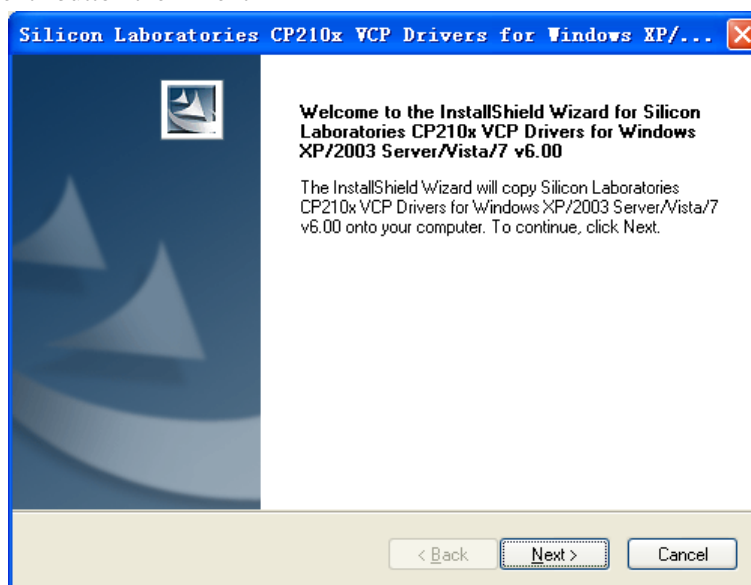 Silicon Laboratories CP210x VCP Drivers for Windows XP/...
Welcome to the InstallShield Wizard for Silicon
Laboratories CP210x VCP Drivers for Windows
XP/2003 Server/Vista/7 v6.00
The InstallShield Wizard will copy Silicon Laboratories
CP210x VCP Drivers for Windows XP/2003 Server/Vista/7
v6.00 onto your computer. To continue, click Next.
< Back
Next >
Cancel